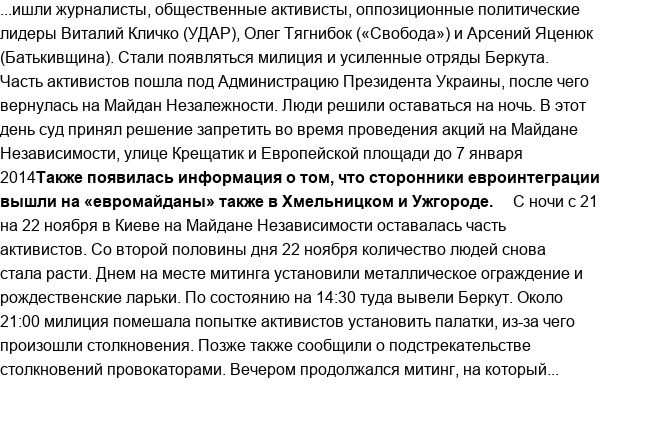 ...ишли журналисты, общественные активисты, оппозиционные политические
лидеры Виталий Кличко (УДАР), Олег Тягнибок («Свобода») и Арсений Яценюк
(Батькивщина). Стали появляться милиция и усиленные отряды Беркута.
Часть активистов пошла под Администрацию Президента Украины, после чего
вернулась на Майдан Незалежности. Люди решили оставаться на ночь. В этот
день суд принял решение запретить во время проведения акций на Майдане
Независимости, улице Крещатик и Европейской площади до 7 января
2014Также появилась информация о том, что сторонники евроинтеграции
вышли на «евромайданы» также в Хмельницком и Ужгороде. С ночи с 21
на 22 ноября в Киеве на Майдане Независимости оставалась часть
активистов. Со второй половины дня 22 ноября количество людей снова
стала расти. Днем на месте митинга установили металлическое ограждение и
рождественские ларьки. По состоянию на 14:30 туда вывели Беркут. Около
21:00 милиция помешала попытке активистов установить палатки, из-за чего
произошли столкновения. Позже также сообщили о подстрекательстве
столкновений провокаторами. Вечером продолжался митинг, на который...